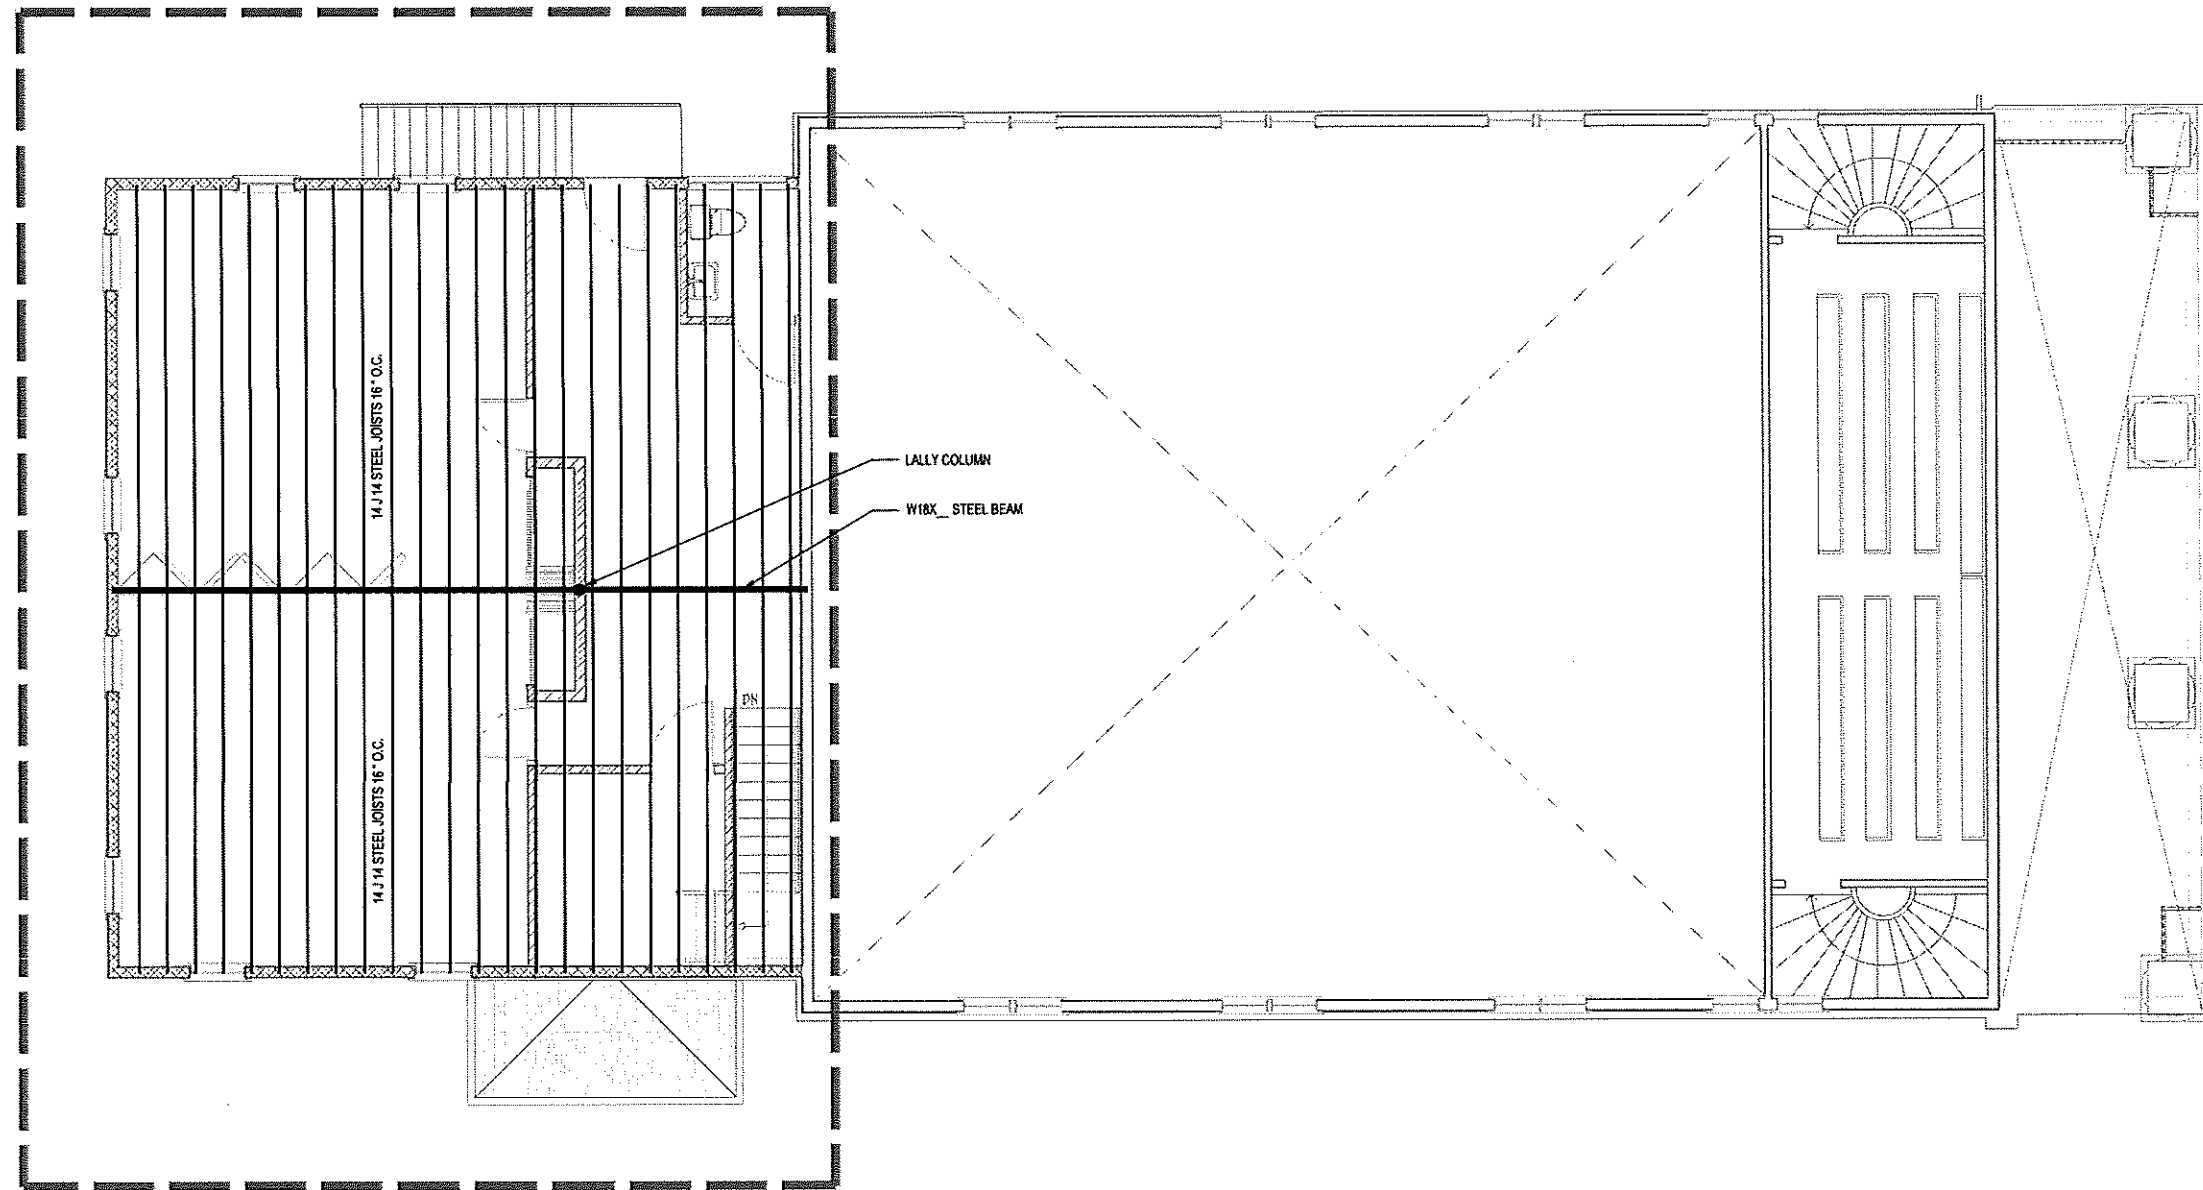 14 J 14 STEEL JOISTS 16" O.C.
LALLY COLUMN
W18X__ STEEL BEAM
DN
14 J 14 STEEL JOISTS 16" O.C.